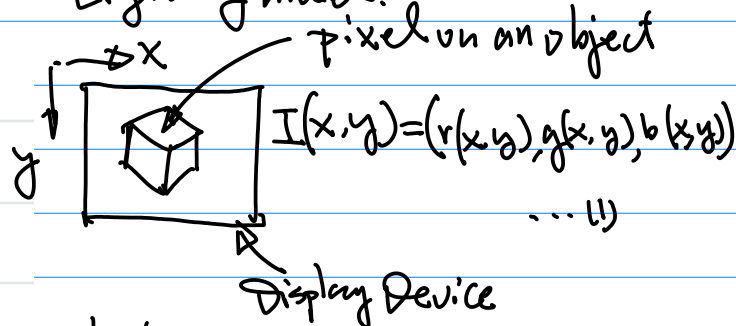 pixel on an object
x
y
I(x,y)=(r(x,y),g(x,y),b(x,y))
...(1)
Display Device